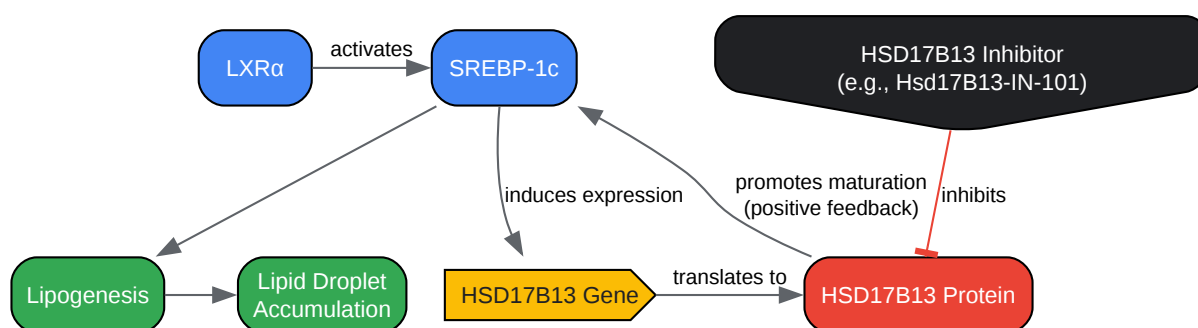 LXRα
activates
SREBP-1c
HSD17B13 Inhibitor
(e.g., Hsd17B13-IN-101)
induces expression
promotes maturation
(positive feedback)
inhibits
Lipogenesis
Lipid Droplet
Accumulation
HSD17B13 Gene
translates to
HSD17B13 Protein